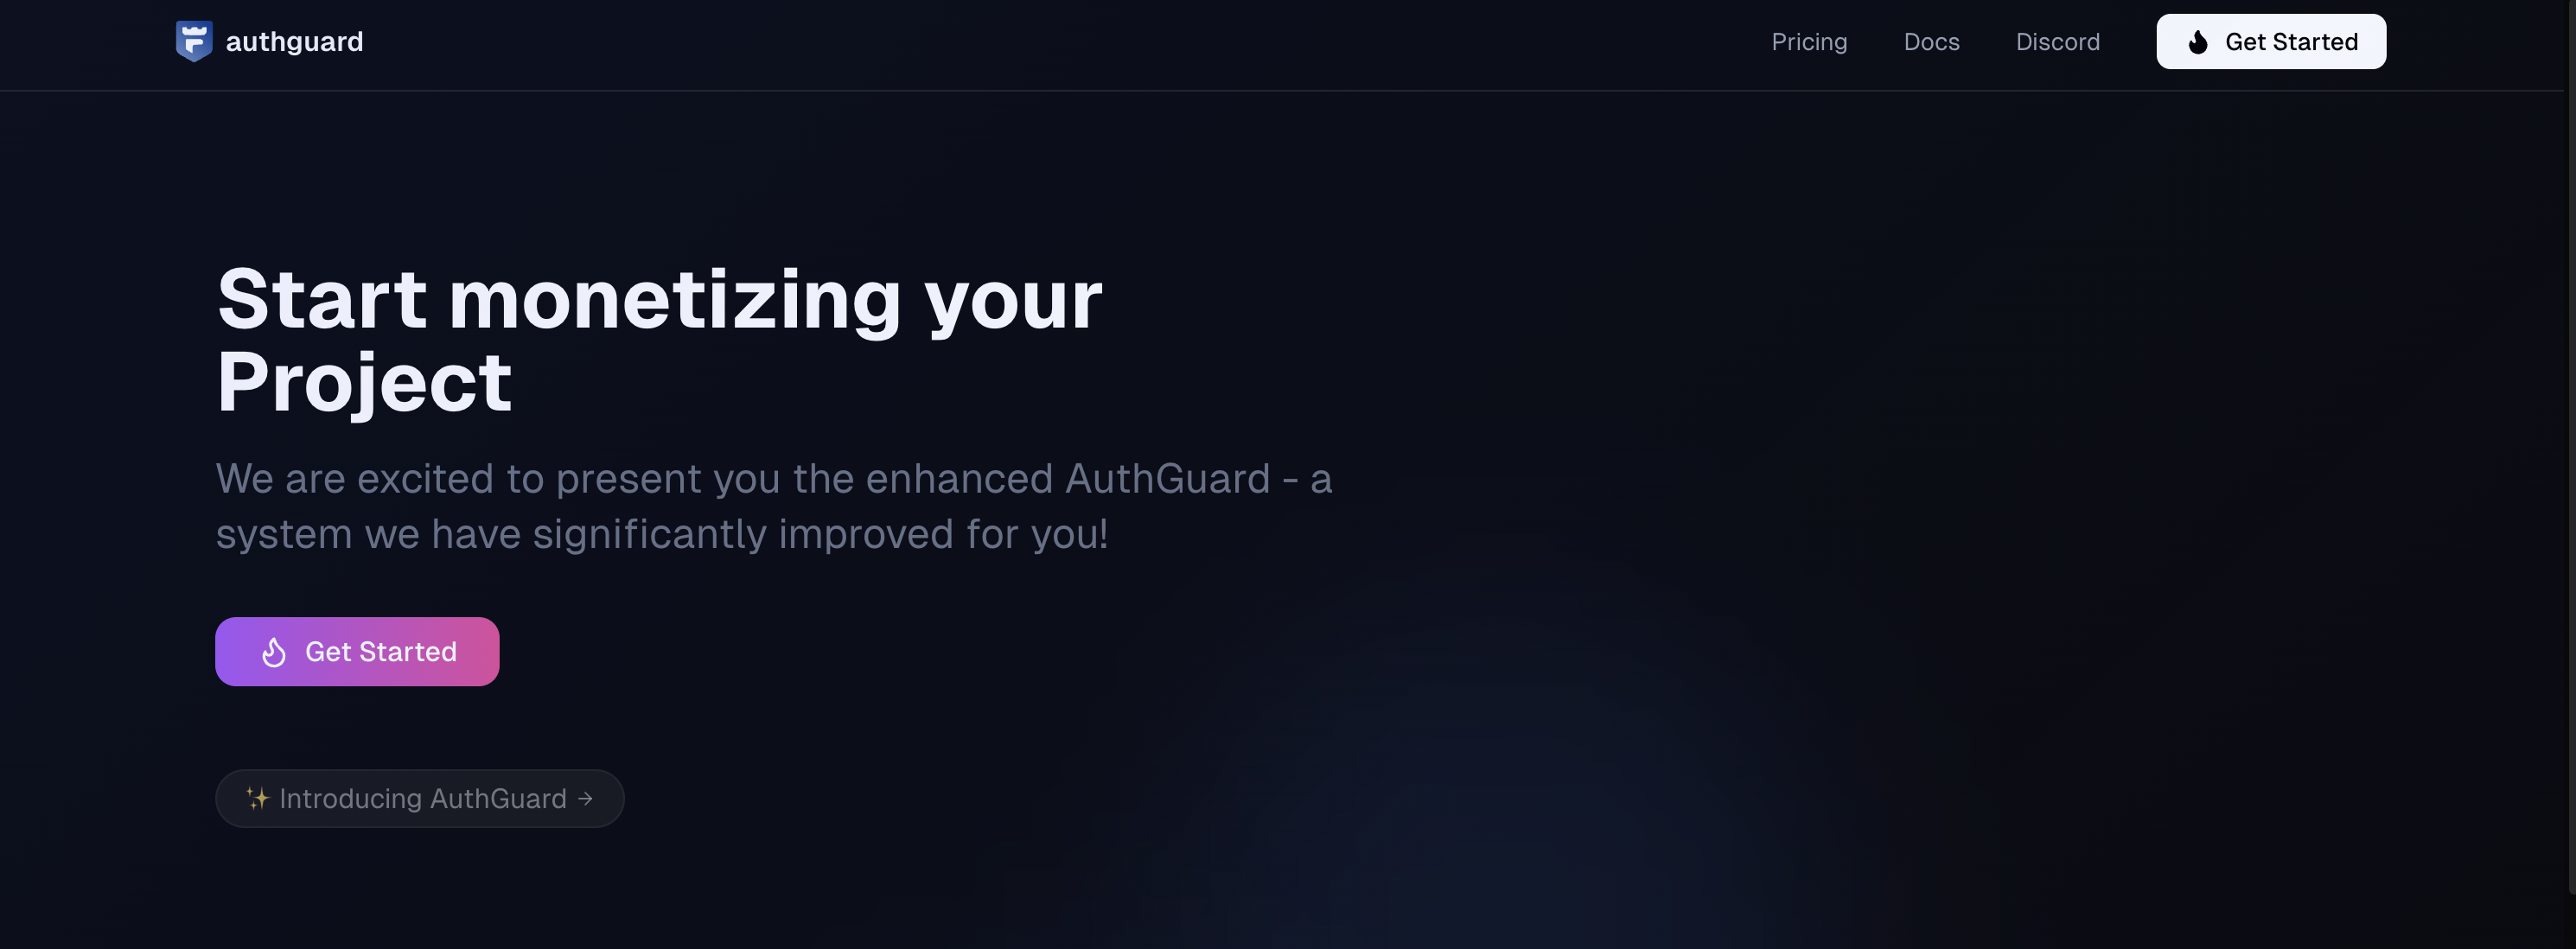 authguard
Pricing
Docs
Discord
Get Started
Start monetizing your
Project
We are excited to present you the enhanced AuthGuard - a
system we have significantly improved for you!
Get Started
✨ Introducing AuthGuard →